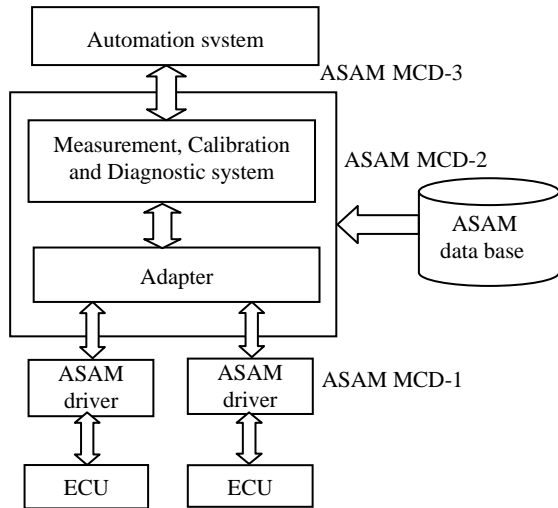 Automation system
ASAM MCD-3
Measurement, Calibration
and Diagnostic system
ASAM MCD-2
ASAM
data base
Adapter
ASAM
driver
ASAM
driver
ASAM MCD-1
ECU
ECU